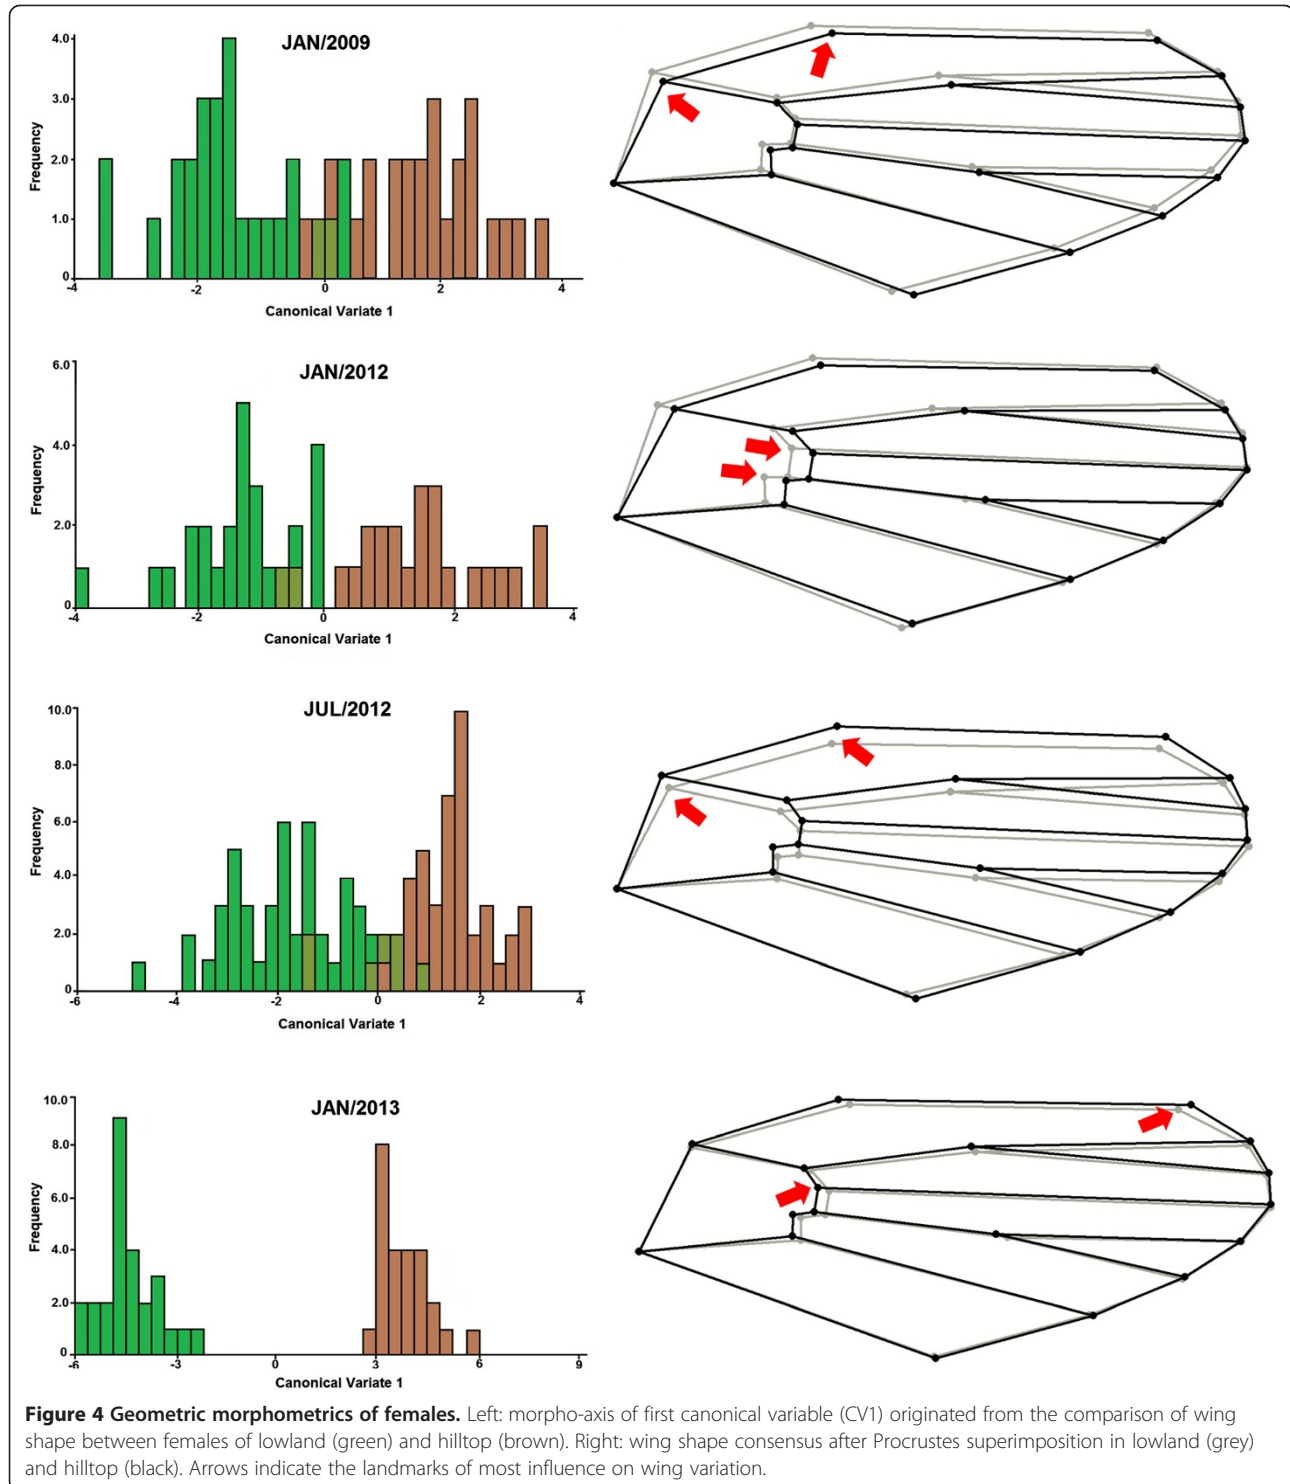 JAN/2009
4.0
3.0
2.0
1.0
0
Frequency
-4 -2 0 2 4
Canonical Variate 1
JAN/2012
6.0
4.0
2.0
0
Frequency
-4 -2 0 2 4
Canonical Variate 1
JUL/2012
10.0
8.0
6.0
4.0
2.0
0
Frequency
-6 -4 -2 0 2 4
Canonical Variate 1
JAN/2013
10.0
8.0
6.0
4.0
2.0
0
Frequency
-6 -3 0 3 6 9
Canonical Variate 1
Figure 4 Geometric morphometrics of females. Left: morpho-axis of first canonical variable (CV1) originated from the comparison of wing
shape between females of lowland (green) and hilltop (brown). Right: wing shape consensus after Procrustes superimposition in lowland (grey)
and hilltop (black). Arrows indicate the landmarks of most influence on wing variation.